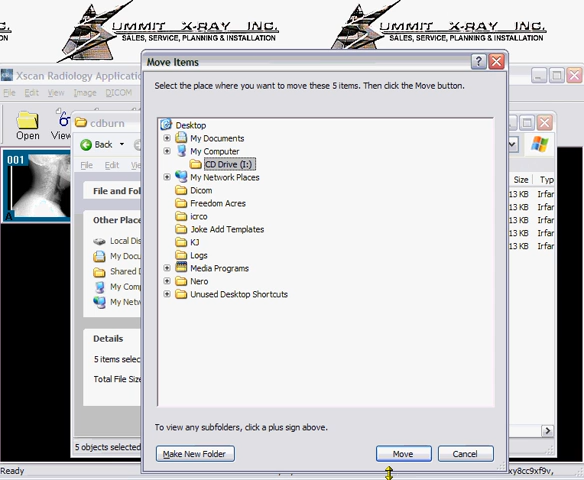 SUMMIT X-RAY INC.
SALES, SERVICE, PLANNING & INSTALLATION
UMMIT X-RAY INC.
SALES, SERVICE, PLANNING & INSTALLATION
Xscan Radiology Application
File Edit View Image DICOM
Open View
001
A
cdburn
Back
File Edit
File and Fol
Other Place
Local Dis
My Docu
Shared D
My Comp
My Netw
Details
5 items selec
Total File Size
5 objects selected
Move Items
Select the place where you want to move these 5 items. Then click the Move button.
Desktop
My Documents
My Computer
CD Drive (I:)
My Network Places
Dicom
Freedom Acres
icrco
Joke Add Templates
KJ
Logs
Media Programs
Nero
Unused Desktop Shortcuts
To view any subfolders, click a plus sign above.
Make New Folder Move Cancel
Size Typ
13 KB Irfar
13 KB Irfar
13 KB Irfar
13 KB Irfar
13 KB Irfar
Ready
xy8cc9xf9v,